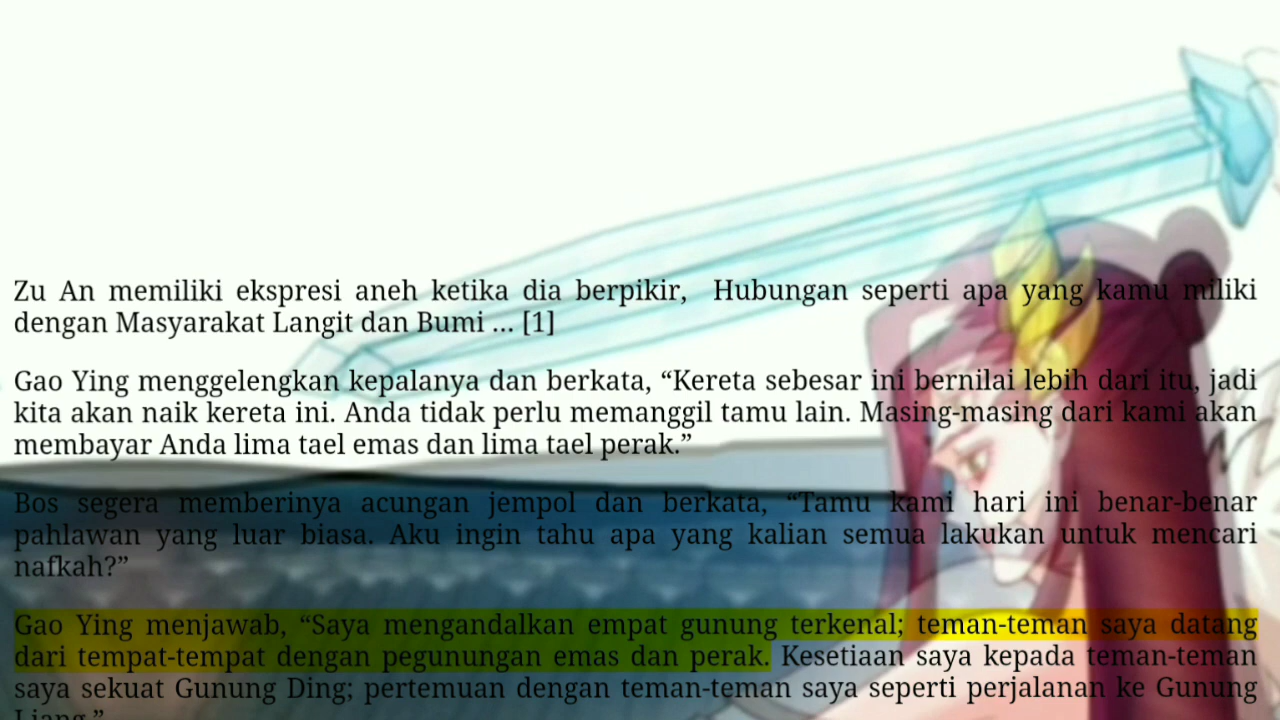 Zu An memiliki ekspresi aneh ketika dia berpikir, Hubungan seperti apa yang kamu miliki
dengan Masyarakat Langit dan Bumi ... [1]
Gao Ying menggelengkan kepalanya dan berkata, “Kereta sebesar ini bernilai lebih dari itu, jadi
kita akan naik kereta ini. Anda tidak perlu memanggil tamu lain. Masing-masing dari kami akan
membayar Anda lima tael emas dan lima tael perak.”
Bos segera memberinya acungan jempol dan berkata, “Tamu kami hari ini benar-benar
pahlawan yang luar biasa. Aku ingin tahu apa yang kalian semua lakukan untuk mencari
nafkah?”
Gao Ying menjawab, “Saya mengandalkan empat gunung terkenal; teman-teman saya datang
dari tempat-tempat dengan pegunungan emas dan perak. Kesetiaan saya kepada teman-teman
saya sekuat Gunung Ding; pertemuan dengan teman-teman saya seperti perjalanan ke Gunung
Liang.”